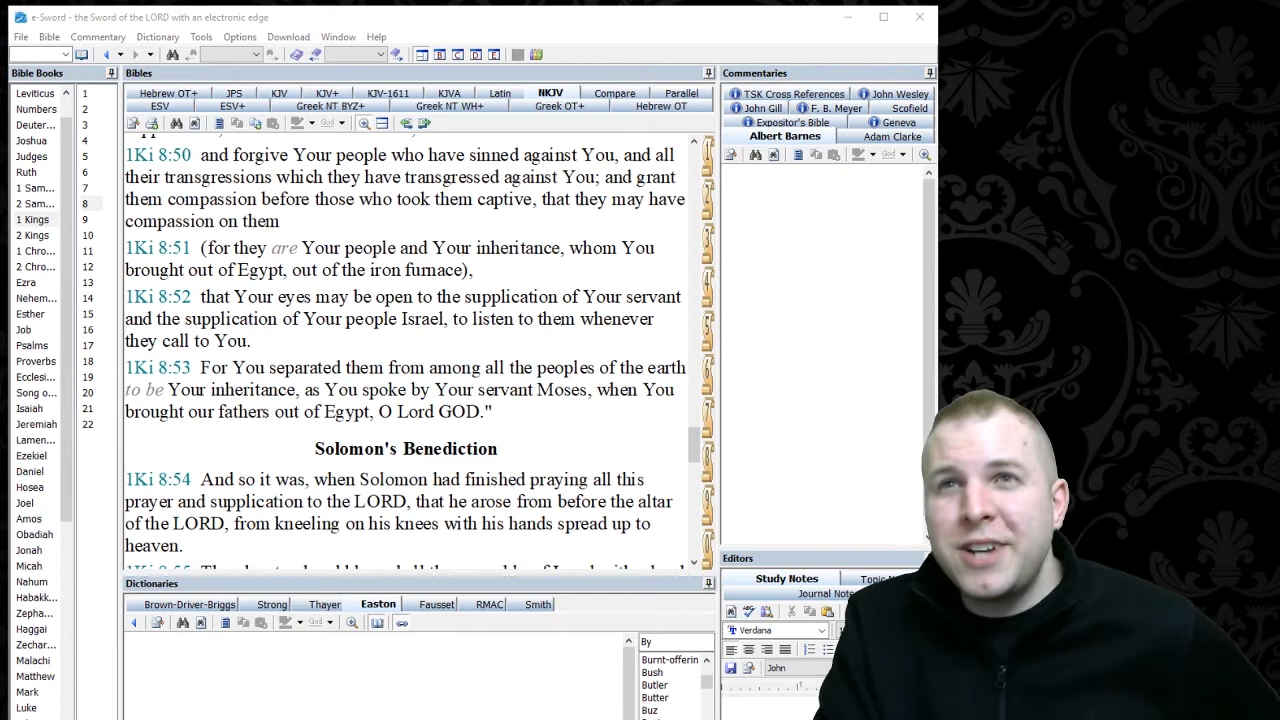 e-Sword - the Sword of the LORD with an electronic edge
File Bible Commentary Dictionary Tools Options Download Window Help
Bible Books
Leviticus
Numbers
Deuter...
Joshua
Judges
Ruth
1 Sam...
2 Sam...
1 Kings
2 Kings
1 Chro...
2 Chro...
Ezra
Nehem...
Esther
Job
Psalms
Proverbs
Ecclesi...
Song o...
Isaiah
Jeremiah
Lamen...
Ezekiel
Daniel
Hosea
Joel
Amos
Obadiah
Jonah
Micah
Nahum
Habakk...
Zepha...
Haggai
Zechar...
Malachi
Matthew
Mark
Luke
1
2
3
4
5
6
7
8
9
10
11
12
13
14
15
16
17
18
19
20
21
22
Bibles
Hebrew OT+ JPS KJV KJV+ KJV-1611 KJVA Latin NKJV Compare Parallel
ESV ESV+ Greek NT BYZ+ Greek NT WH+ Greek OT+ Hebrew OT
1Ki 8:50 and forgive Your people who have sinned against You, and all
their transgressions which they have transgressed against You; and grant
them compassion before those who took them captive, that they may have
compassion on them
1Ki 8:51 (for they are Your people and Your inheritance, whom You
brought out of Egypt, out of the iron furnace),
1Ki 8:52 that Your eyes may be open to the supplication of Your servant
and the supplication of Your people Israel, to listen to them whenever
they call to You.
1Ki 8:53 For You separated them from among all the peoples of the earth
to be Your inheritance, as You spoke by Your servant Moses, when You
brought our fathers out of Egypt, O Lord GOD."
Solomon's Benediction
1Ki 8:54 And so it was, when Solomon had finished praying all this
prayer and supplication to the LORD, that he arose from before the altar
of the LORD, from kneeling on his knees with his hands spread up to
heaven.
Dictionaries
Brown-Driver-Briggs Strong Thayer Easton Fausset RMAC Smith
By
Burnt-offerin
Bush
Butler
Butter
Buz
Commentaries
TSK Cross References John Wesley
John Gill F. B. Meyer Scofield
Expositor's Bible Geneva
Albert Barnes Adam Clarke
Editors
Study Notes Topic
Journal Note
Verdana
John